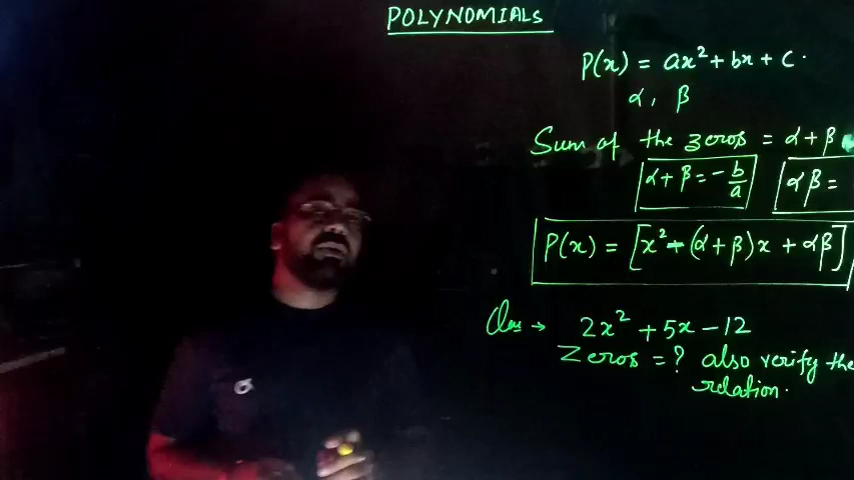 POLYNOMIALS
P(x) = ax² + bx + c.
α, β
Sum of the zeros = α + β
α + β = - b/a αβ =
P(x) = [x² - (α + β)x + αβ]
Ques → 2x² + 5x - 12
Zeros = ? also verify the
relation.